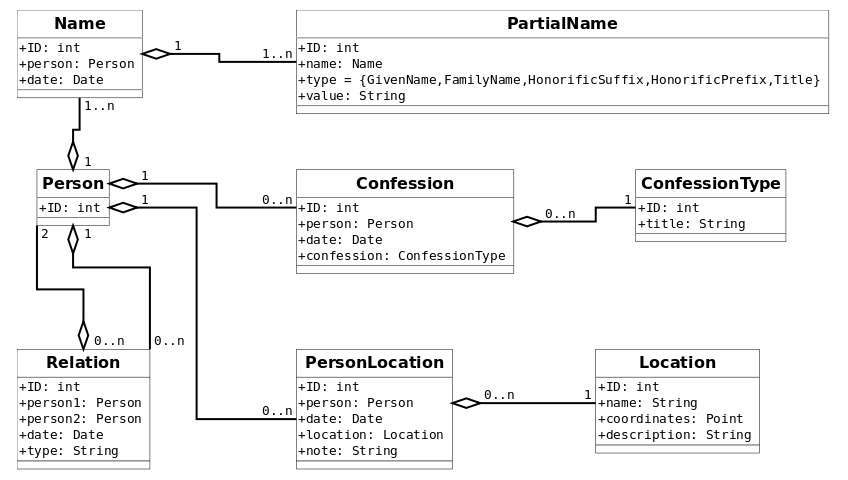 Name
+ID: int
+person: Person
+date: Date
1
1..n
PartialName
+ID: int
+name: Name
+type = {GivenName,FamilyName,HonorificSuffix,HonorificPrefix,Title}
+value: String
1..n
1
Person
+ID: int
1
0..n
1
2
1
Confession
+ID: int
+person: Person
+date: Date
+confession: ConfessionType
0..n
1
ConfessionType
+ID: int
+title: String
0..n
0..n
Relation
+ID: int
+person1: Person
+person2: Person
+date: Date
+type: String
0..n
PersonLocation
+ID: int
+person: Person
+date: Date
+location: Location
+note: String
0..n
1
Location
+ID: int
+name: String
+coordinates: Point
+description: String